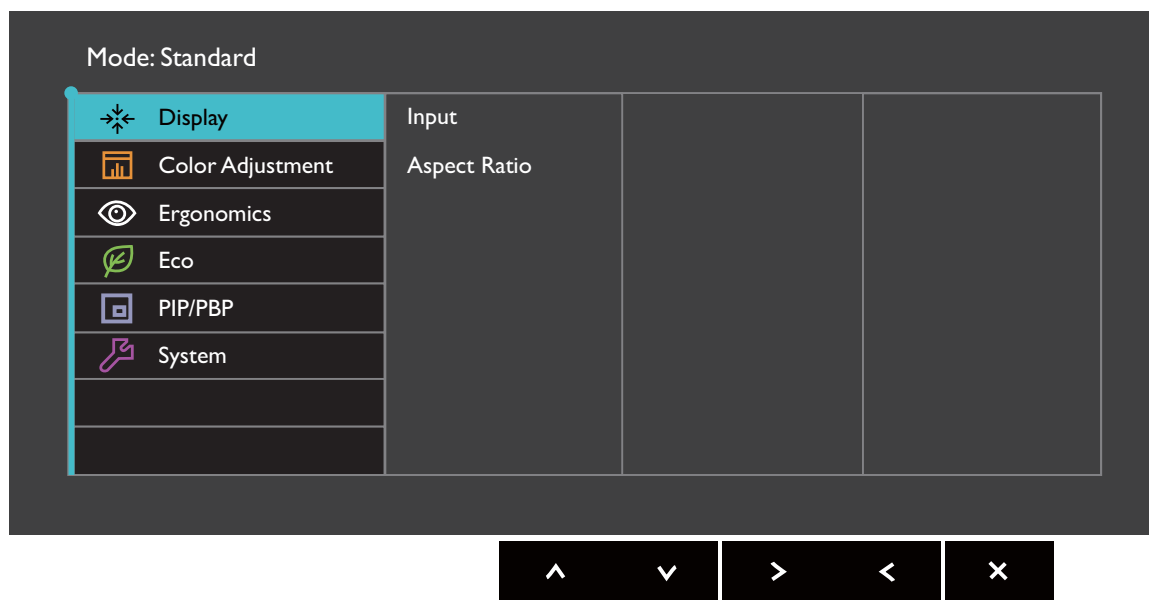 Mode: Standard
Display
Input
Color Adjustment
Aspect Ratio
Ergonomics
Eco
PIP/PBP
System